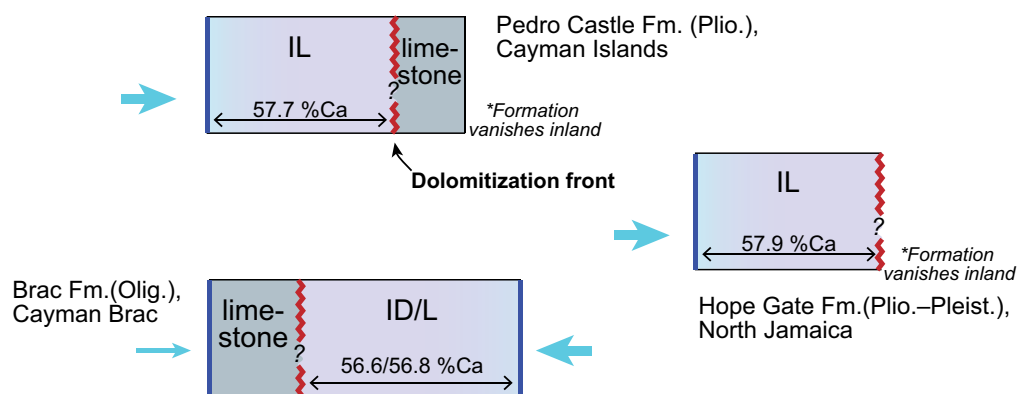 IL
lime-
stone
?
57.7 %Ca
Pedro Castle Fm. (Plio.),
Cayman Islands
*Formation
vanishes inland
Dolomitization front
IL
?
57.9 %Ca
*Formation
vanishes inland
Hope Gate Fm.(Plio.–Pleist.),
North Jamaica
Brac Fm.(Olig.),
Cayman Brac
lime-
stone
?
ID/L
56.6/56.8 %Ca